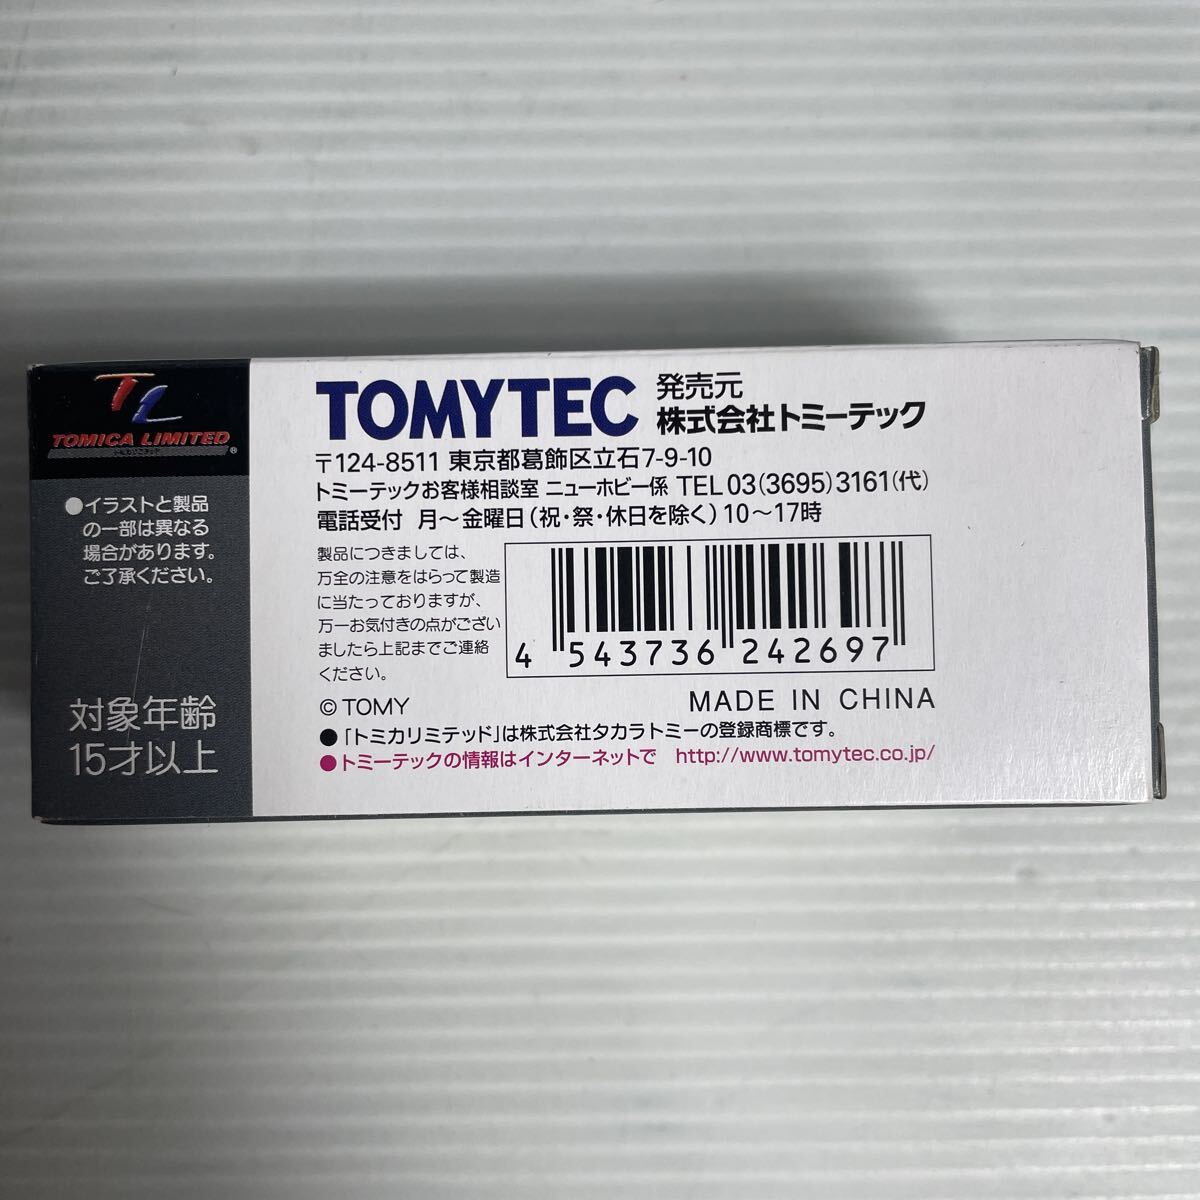 TL
TOMICA LIMITED
®
●イラストと製品
の一部は異なる
場合があります。
ご了承ください。
対象年齢
15才以上
TOMYTEC 発売元
株式会社トミーテック
〒124-8511 東京都葛飾区立石7-9-10
トミーテックお客様相談室 ニューホビー係 TEL 03(3695)3161(代)
電話受付 月〜金曜日(祝・祭・休日を除く)10〜17時
製品につきましては、
万全の注意をはらって製造
に当たっておりますが、
万一お気付きの点がござい
ましたら上記までご連絡
ください。
4 543736 242697
© TOMY
MADE IN CHINA
●「トミカリミテッド」は株式会社タカラトミーの登録商標です。
●トミーテックの情報はインターネットで http://www.tomytec.co.jp/